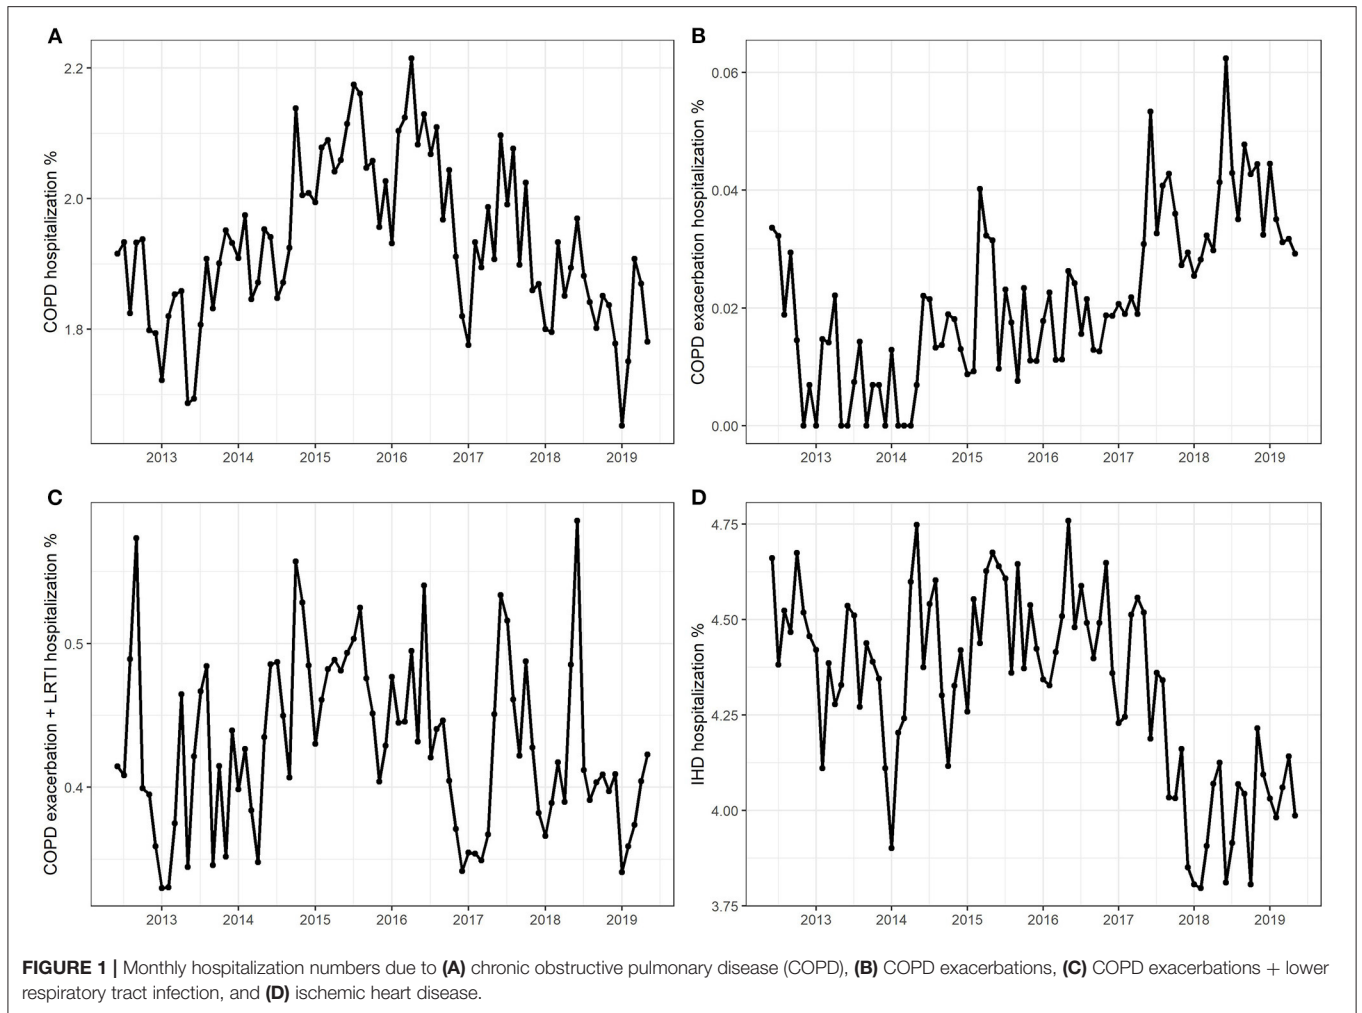 A
COPD hospitalization %
2.2
2.0
1.8
2013 2014 2015 2016 2017 2018 2019
B
COPD exacerbation hospitalization %
0.06
0.04
0.02
0.00
2013 2014 2015 2016 2017 2018 2019
C
COPD exacerbation + LRTI hospitalization %
0.5
0.4
2013 2014 2015 2016 2017 2018 2019
D
IHD hospitalization %
4.75
4.50
4.25
4.00
3.75
2013 2014 2015 2016 2017 2018 2019
FIGURE 1 | Monthly hospitalization numbers due to (A) chronic obstructive pulmonary disease (COPD), (B) COPD exacerbations, (C) COPD exacerbations + lower
respiratory tract infection, and (D) ischemic heart disease.